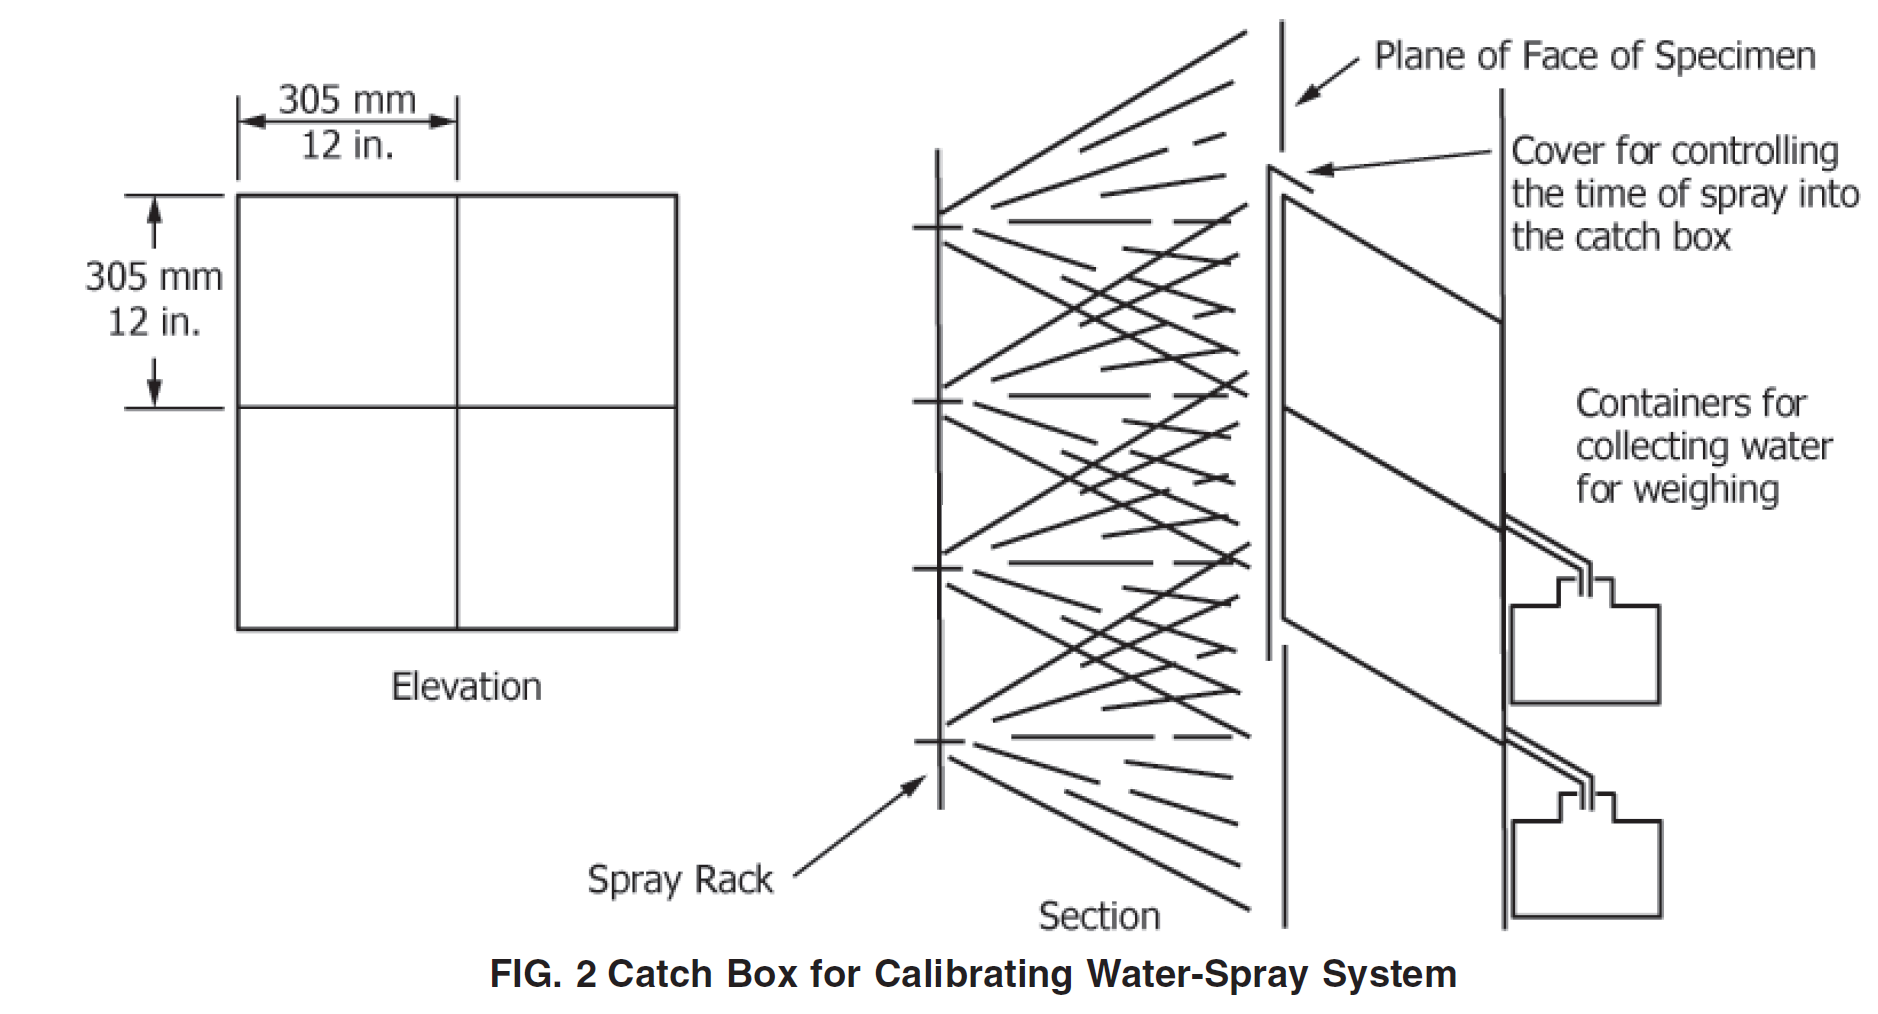 305 mm
12 in.
305 mm
12 in.
Elevation
Plane of Face of Specimen
Cover for controlling
the time of spray into
the catch box
Containers for
collecting water
for weighing
Spray Rack
Section
FIG. 2 Catch Box for Calibrating Water-Spray System